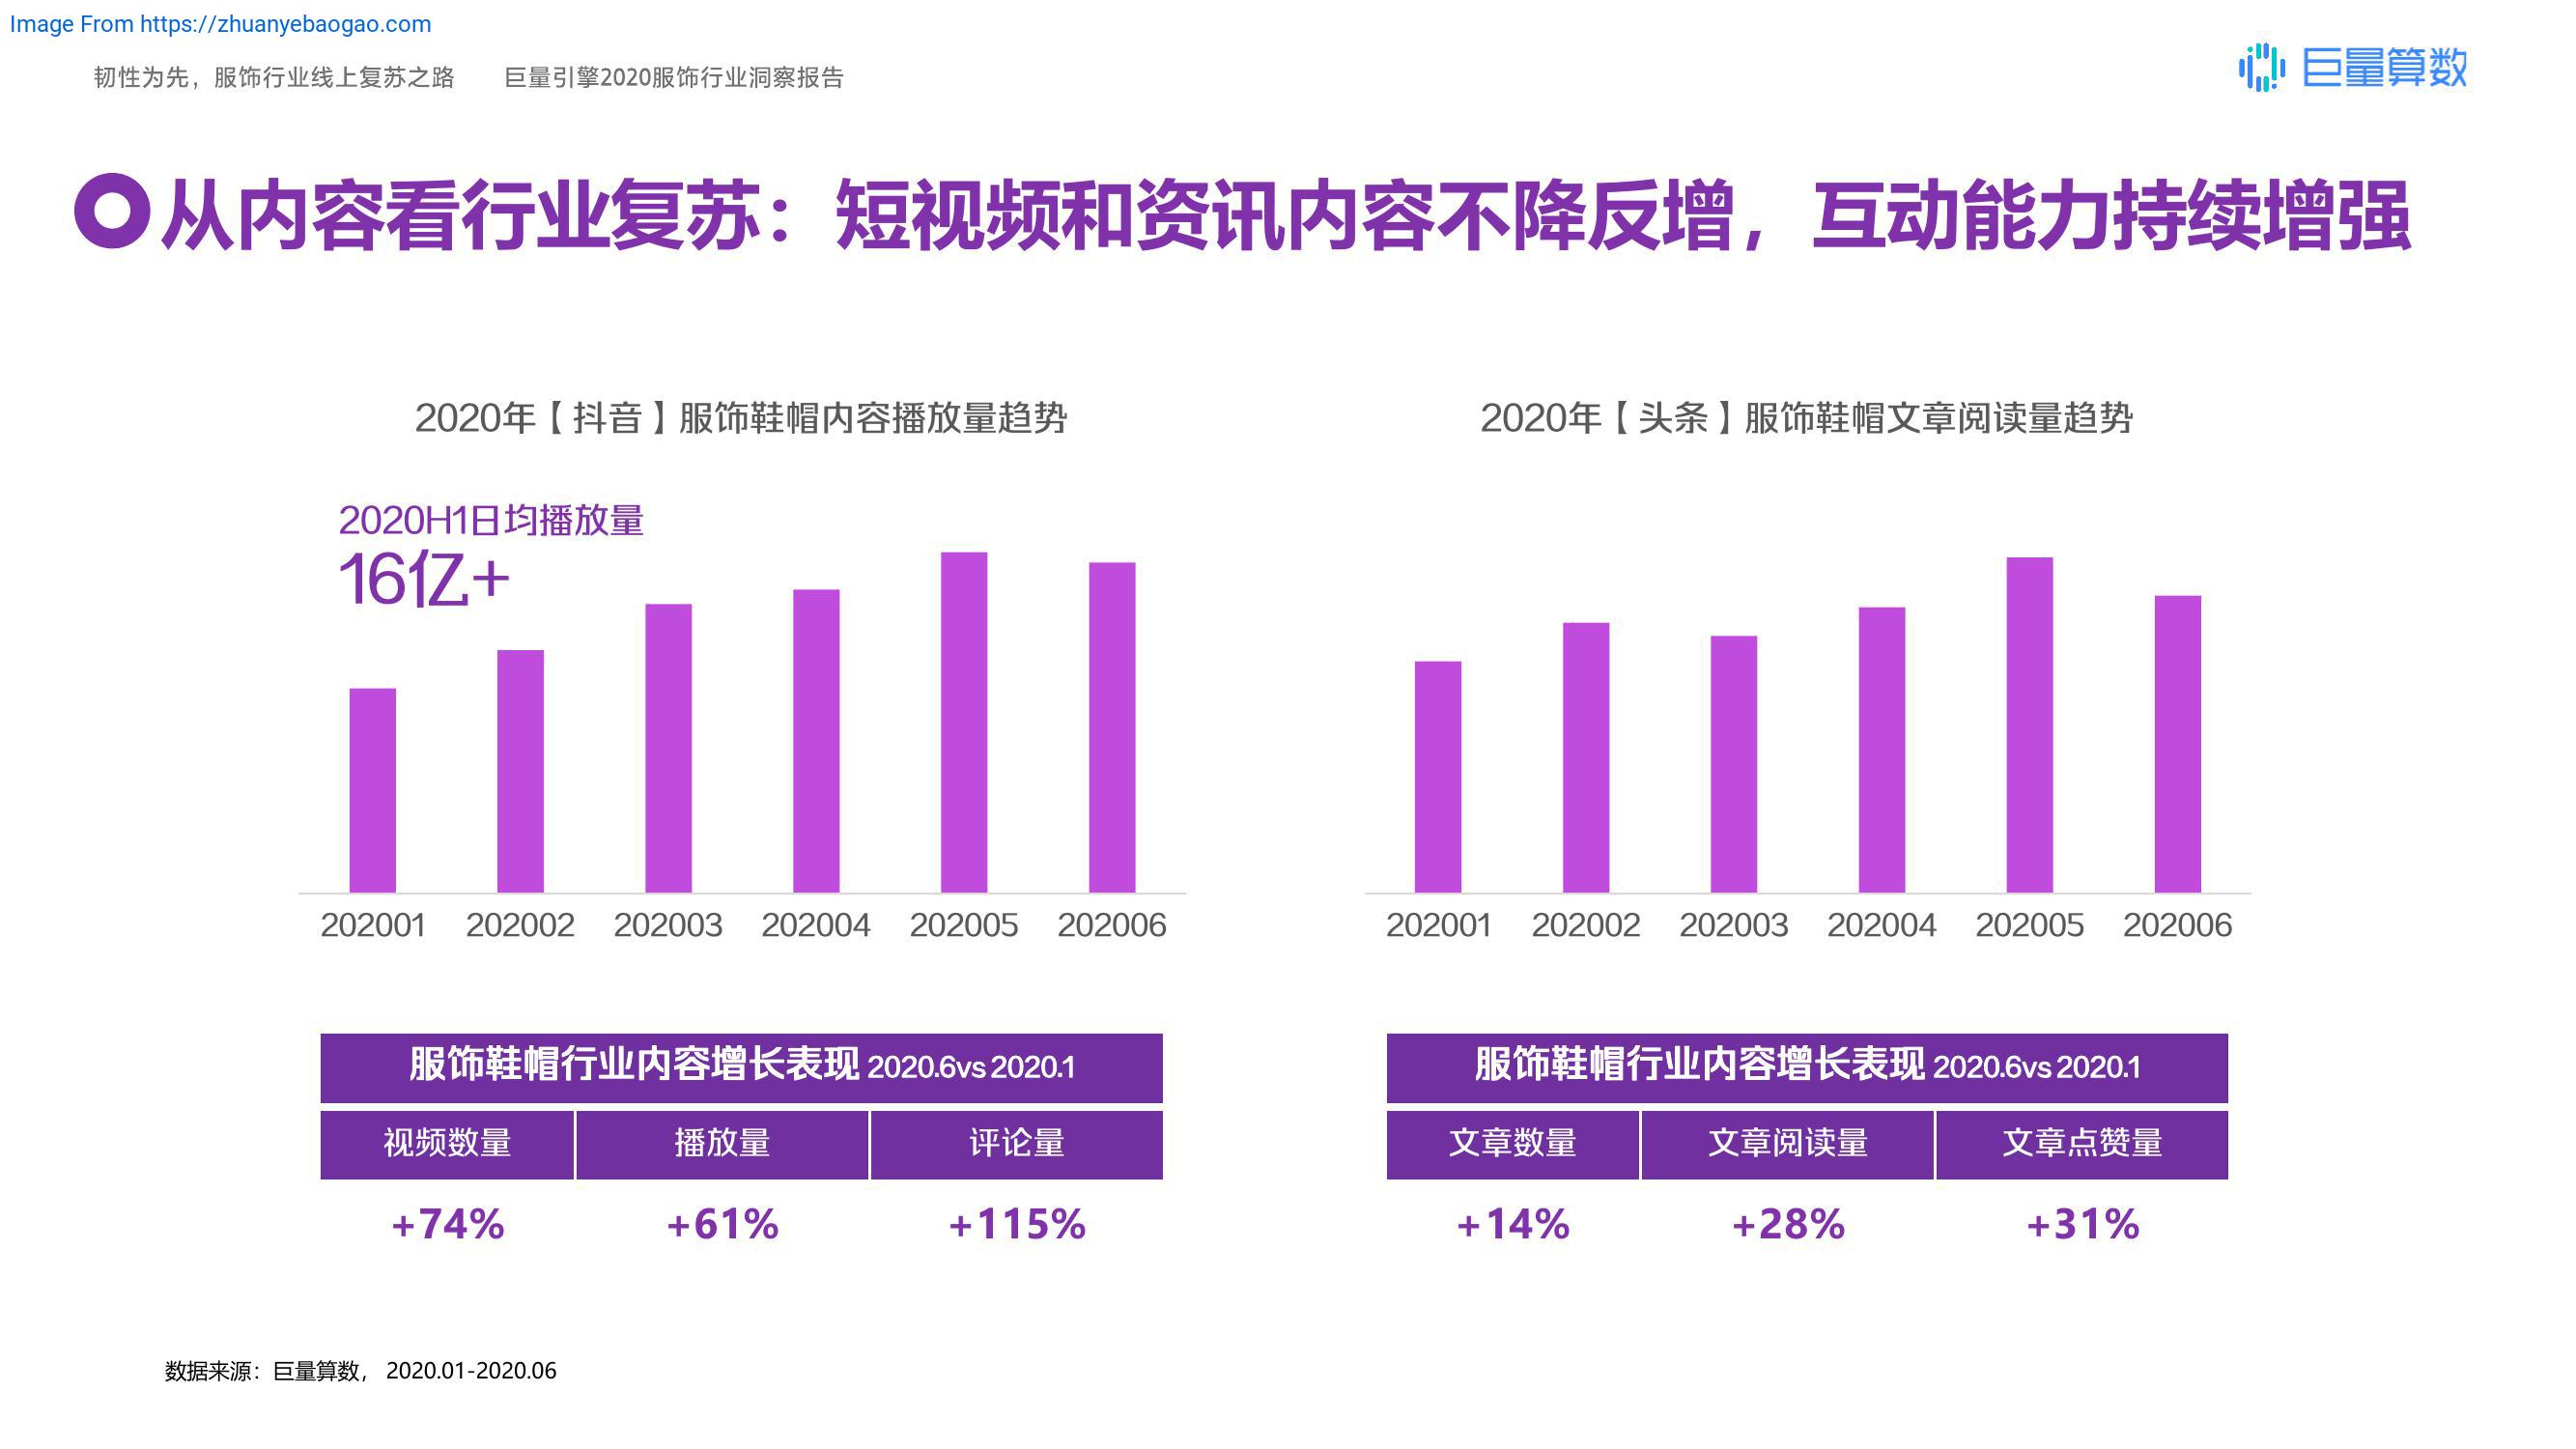 Image From https://zhuanyebaogao.com
韧性为先，服饰行业线上复苏之路 巨量引擎2020服饰行业洞察报告
巨量算数
从内容看行业复苏：短视频和资讯内容不降反增，互动能力持续增强
2020年【抖音】服饰鞋帽内容播放量趋势
2020H1日均播放量
16亿+
202001 202002 202003 202004 202005 202006
服饰鞋帽行业内容增长表现 2020.6vs 2020.1
视频数量 播放量 评论量
+74% +61% +115%
2020年【头条】服饰鞋帽文章阅读量趋势
202001 202002 202003 202004 202005 202006
服饰鞋帽行业内容增长表现 2020.6vs 2020.1
文章数量 文章阅读量 文章点赞量
+14% +28% +31%
数据来源：巨量算数， 2020.01-2020.06